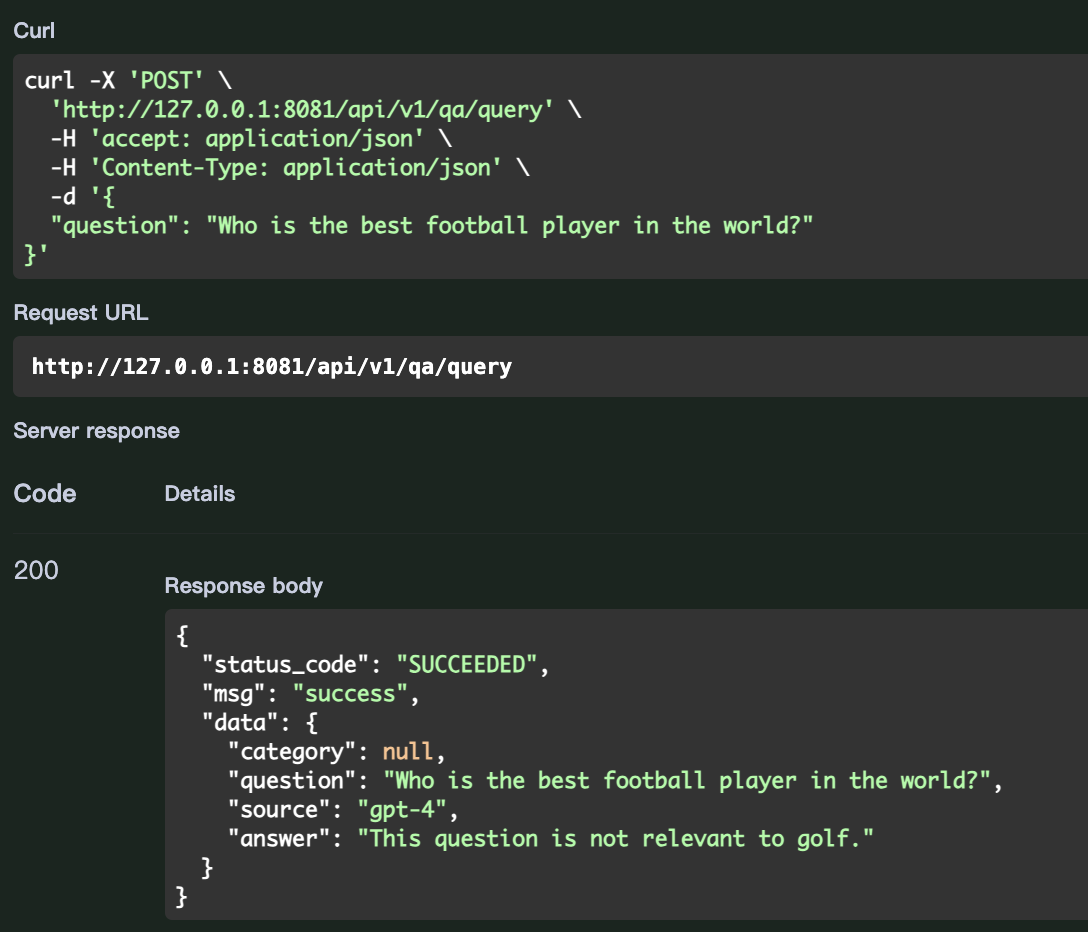 Curl
curl -X 'POST' \
  'http://127.0.0.1:8081/api/v1/qa/query' \
  -H 'accept: application/json' \
  -H 'Content-Type: application/json' \
  -d '{
  "question": "Who is the best football player in the world?"
}'
Request URL
http://127.0.0.1:8081/api/v1/qa/query
Server response
Code Details
200
Response body
{
  "status_code": "SUCCEEDED",
  "msg": "success",
  "data": {
    "category": null,
    "question": "Who is the best football player in the world?",
    "source": "gpt-4",
    "answer": "This question is not relevant to golf."
  }
}